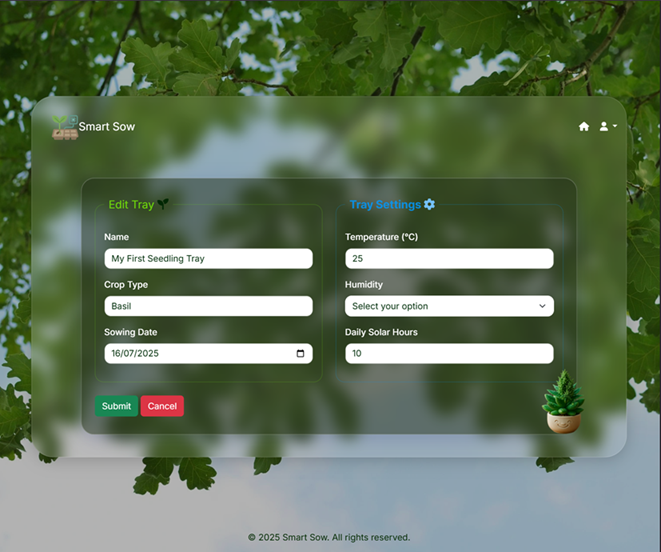 Smart Sow
Edit Tray
Name
My First Seedling Tray
Crop Type
Basil
Sowing Date
16/07/2025
Tray Settings
Temperature (°C)
25
Humidity
Select your option
Daily Solar Hours
10
Submit Cancel
© 2025 Smart Sow. All rights reserved.